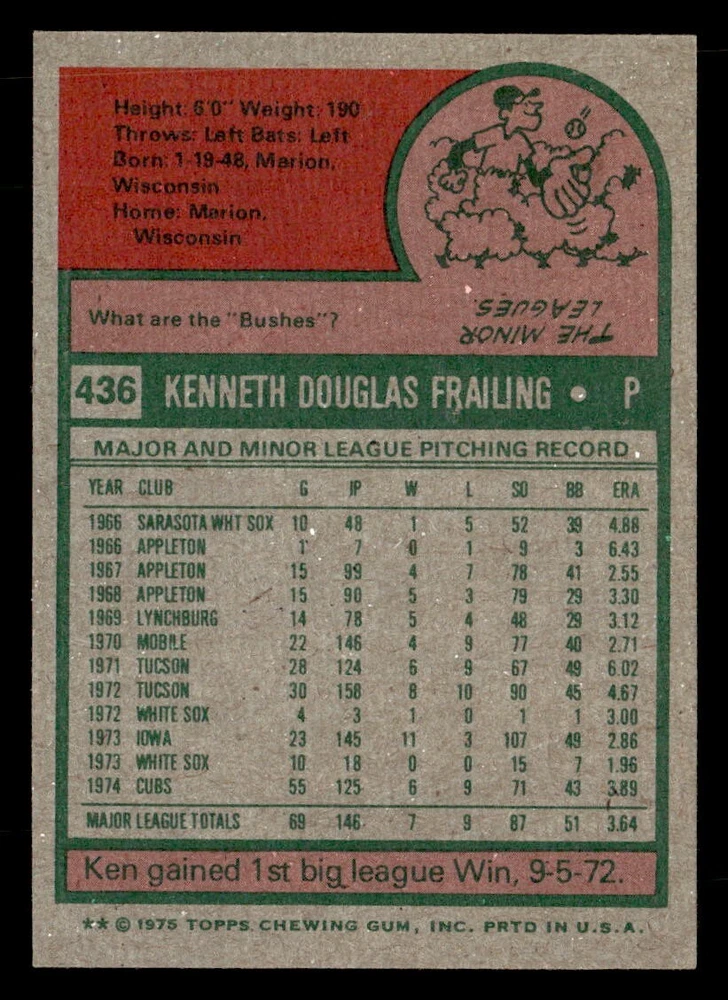 Height: 6'0" Weight: 190
Throws: Left Bats: Left
Born: 1-19-48, Marion,
Wisconsin
Home: Marion,
Wisconsin
What are the "Bushes"?
THE MINOR
LEAGUES.
436 KENNETH DOUGLAS FRAILING • P
MAJOR AND MINOR LEAGUE PITCHING RECORD
YEAR CLUB G IP W L SO BB ERA
1966 SARASOTA WHT SOX 10 48 1 5 52 39 4.88
1966 APPLETON 1 7 0 1 9 3 6.43
1967 APPLETON 15 99 4 7 78 41 2.55
1968 APPLETON 15 90 5 3 79 29 3.30
1969 LYNCHBURG 14 78 5 4 48 29 3.12
1970 MOBILE 22 146 4 9 77 40 2.71
1971 TUCSON 28 124 6 9 67 49 6.02
1972 TUCSON 30 158 8 10 90 45 4.67
1972 WHITE SOX 4 3 1 0 1 1 3.00
1973 IOWA 23 145 11 3 107 49 2.86
1973 WHITE SOX 10 18 0 0 15 7 1.96
1974 CUBS 55 125 6 9 71 43 3.89
MAJOR LEAGUE TOTALS 69 146 7 9 87 51 3.64
Ken gained 1st big league Win, 9-5-72.
** © 1975 TOPPS CHEWING GUM, INC. PRTD IN U.S.A.